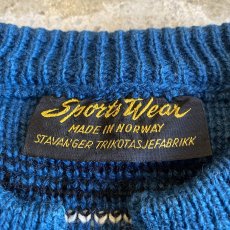 Sports Wear
MADE IN NORWAY
STAVANGER TRIKOTASJEFABRIKK